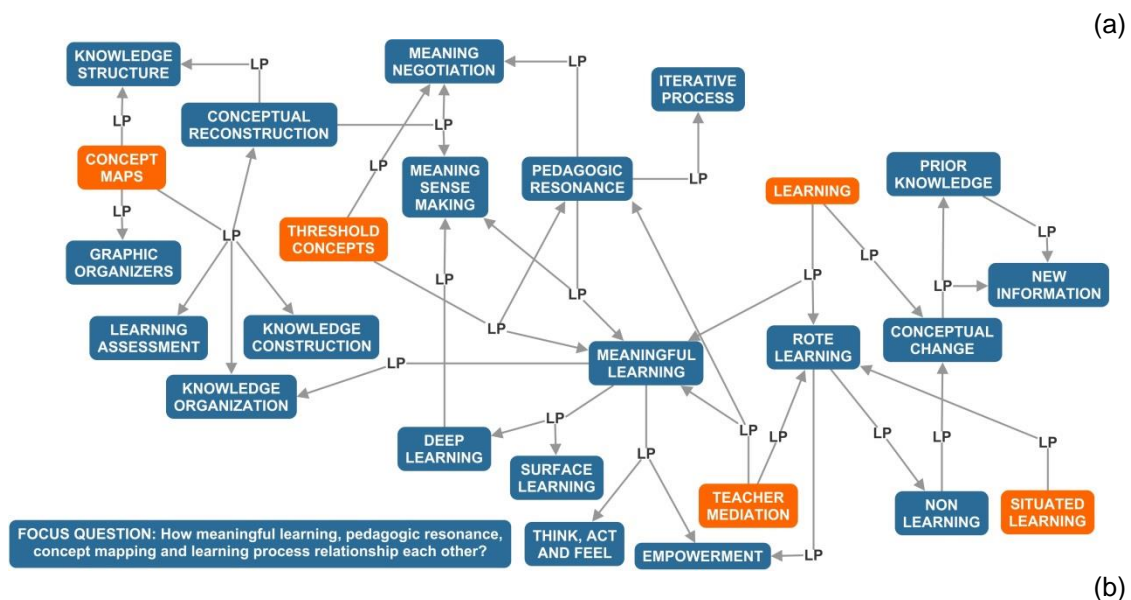 (a)
KNOWLEDGE
STRUCTURE
LP
MEANING
NEGOTIATION
LP
ITERATIVE
PROCESS
LP
CONCEPTUAL
RECONSTRUCTION
LP
CONCEPT
MAPS
LP
LP
MEANING
SENSE
MAKING
PEDAGOGIC
RESONANCE
LP
PRIOR
KNOWLEDGE
LEARNING
LP
GRAPHIC
ORGANIZERS
LP
THRESHOLD
CONCEPTS
LP
LP
LP
LP
LP
LP
NEW
INFORMATION
LEARNING
ASSESSMENT
KNOWLEDGE
CONSTRUCTION
LP
MEANINGFUL
LEARNING
ROTE
LEARNING
CONCEPTUAL
CHANGE
LP
KNOWLEDGE
ORGANIZATION
DEEP
LEARNING
LP
SURFACE
LEARNING
LP
LP
LP
LP
LP
LP
TEACHER
MEDIATION
NON
LEARNING
SITUATED
LEARNING
FOCUS QUESTION: How meaningful learning, pedagogic resonance,
concept mapping and learning process relationship each other?
THINK, ACT
AND FEEL
EMPOWERMENT
LP
(b)